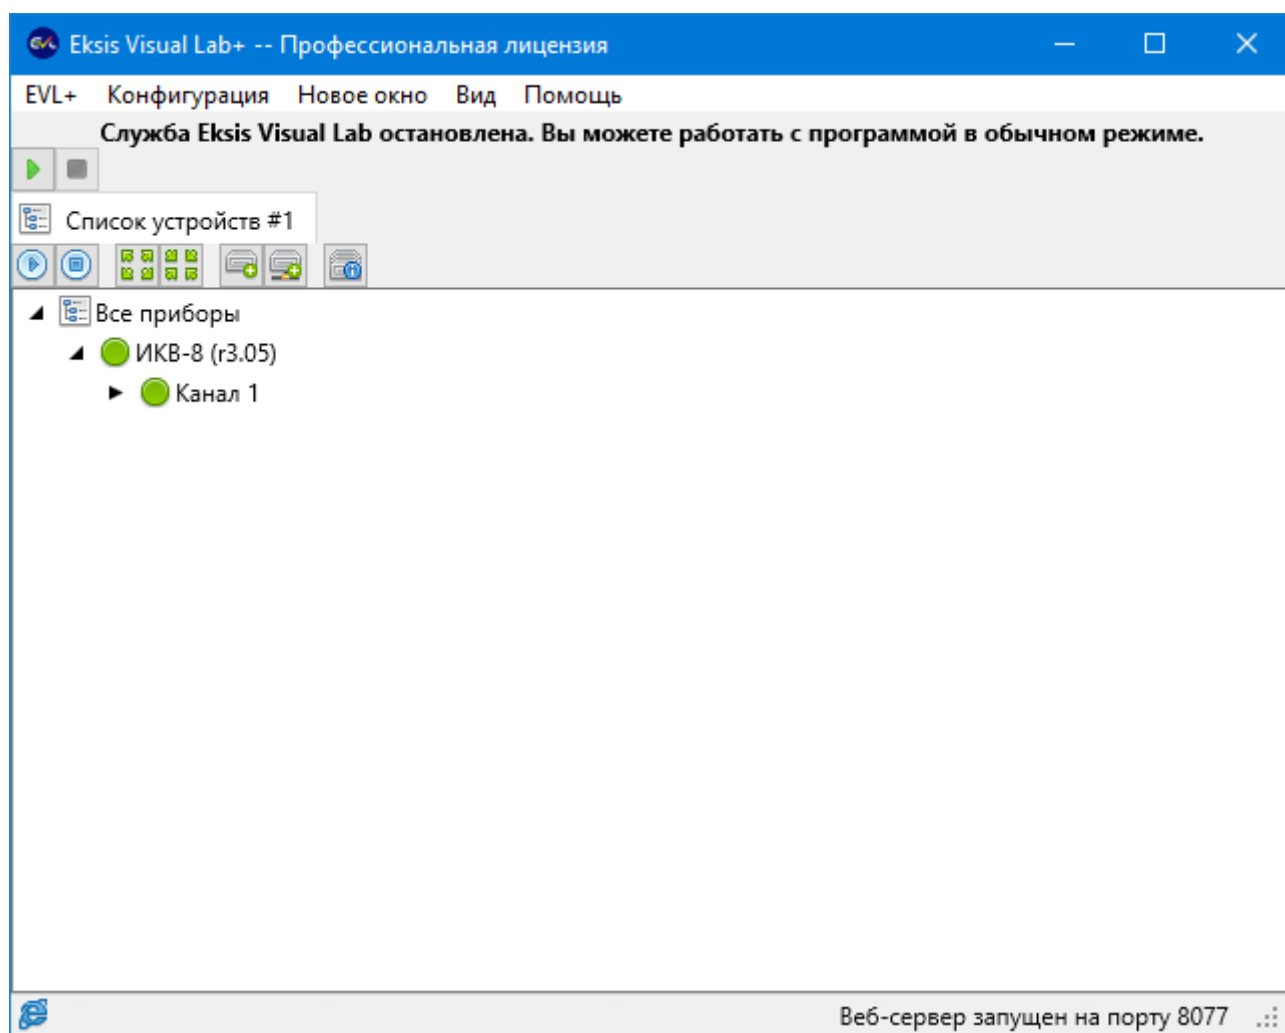 Eksis Visual Lab+ -- Профессиональная лицензия
EVL+ Конфигурация Новое окно Вид Помощь
Служба Eksis Visual Lab остановлена. Вы можете работать с программой в обычном режиме.
Список устройств #1
Все приборы
ИКВ-8 (r3.05)
Канал 1
Веб-сервер запущен на порту 8077